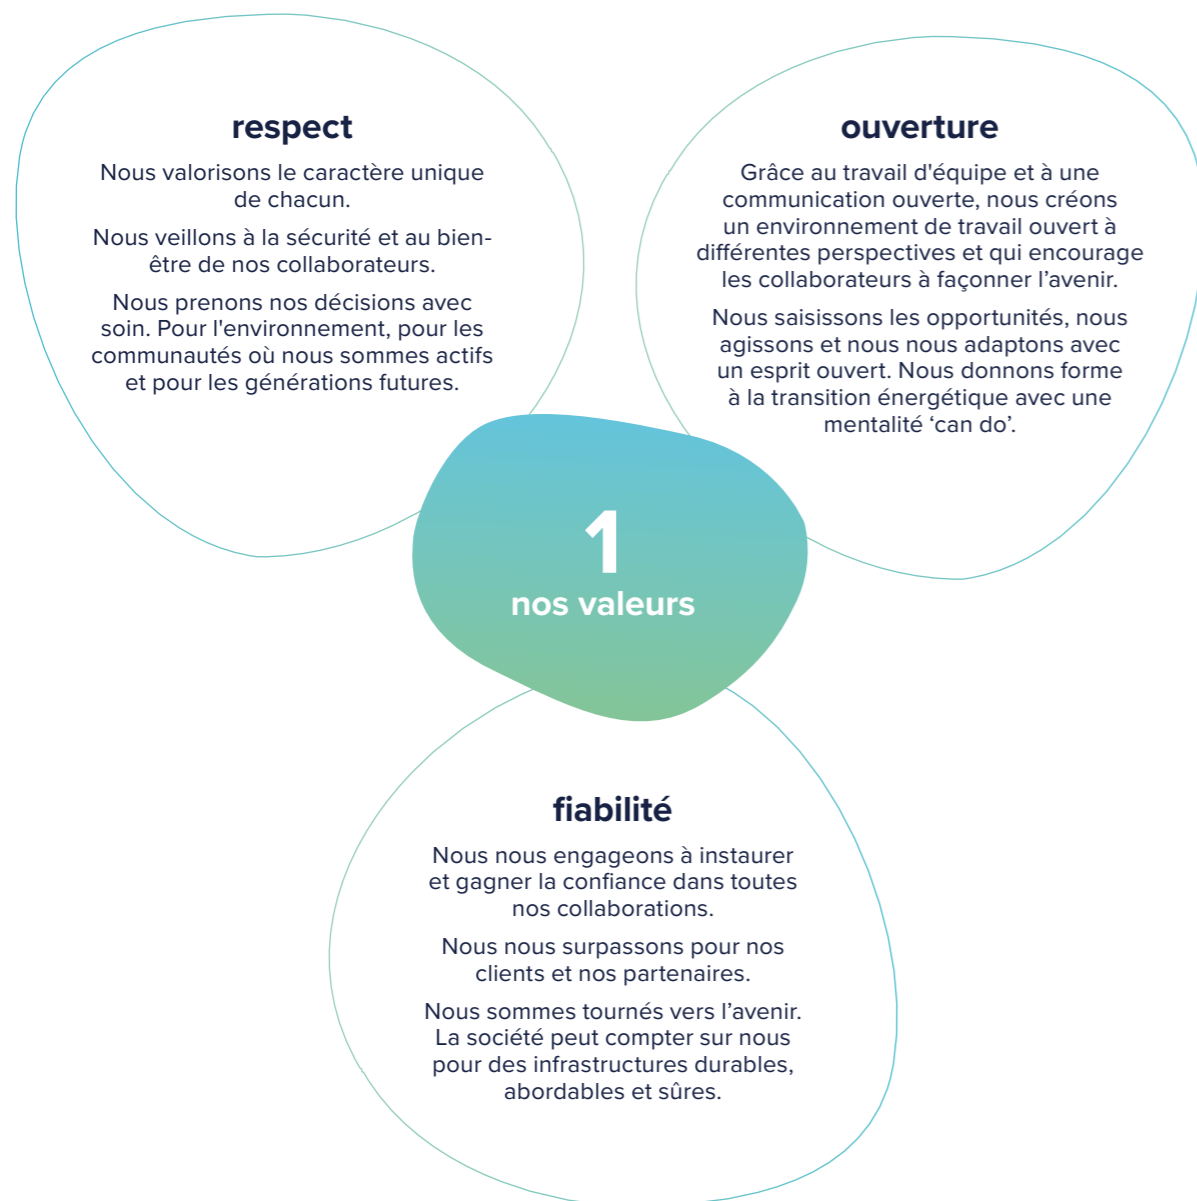 respect
Nous valorisons le caractère unique
de chacun.
Nous veillons à la sécurité et au bien-
être de nos collaborateurs.
Nous prenons nos décisions avec
soin. Pour l'environnement, pour les
communautés où nous sommes actifs
et pour les générations futures.
ouverture
Grâce au travail d'équipe et à une
communication ouverte, nous créons
un environnement de travail ouvert à
différentes perspectives et qui encourage
les collaborateurs à façonner l’avenir.
Nous saisissons les opportunités, nous
agissons et nous nous adaptons avec
un esprit ouvert. Nous donnons forme
à la transition énergétique avec une
mentalité ‘can do’.
1
nos valeurs
fiabilité
Nous nous engageons à instaurer
et gagner la confiance dans toutes
nos collaborations.
Nous nous surpassons pour nos
clients et nos partenaires.
Nous sommes tournés vers l’avenir.
La société peut compter sur nous
pour des infrastructures durables,
abordables et sûres.